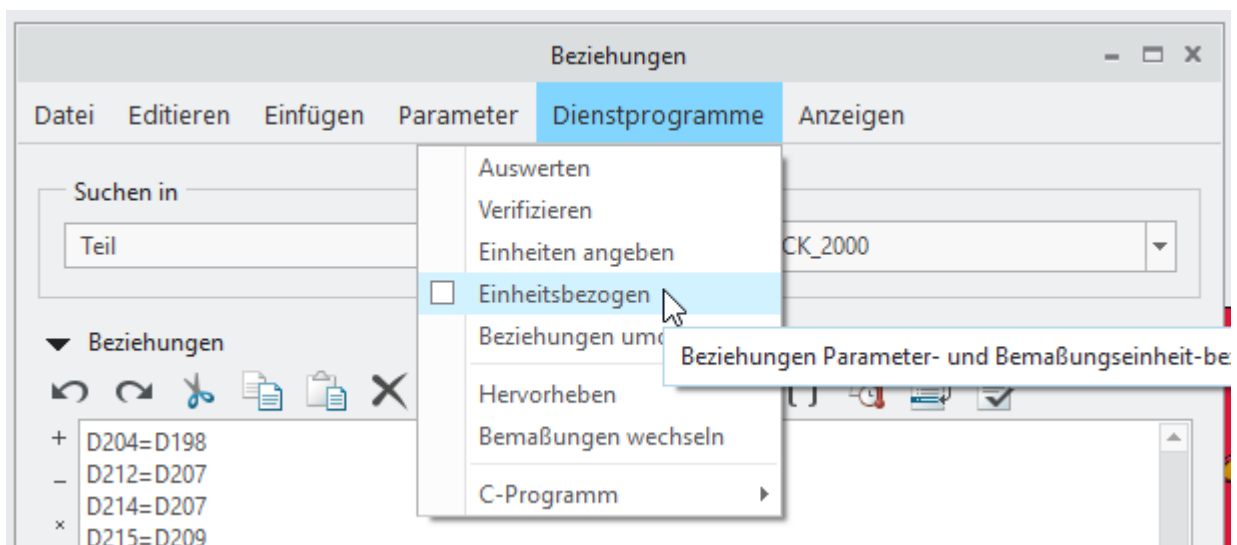 Beziehungen
Datei Editieren Einfügen Parameter Dienstprogramme Anzeigen
Suchen in
Teil
CK_2000
Auswerten
Verifizieren
Einheiten angeben
Einheitsbezogen
Beziehungen
Beziehungen Parameter- und Bemaßungseinheit-be
Hervorheben
Bemaßungen wechseln
C-Programm
Beziehungen
D204=D198
D212=D207
D214=D207
D215=D209